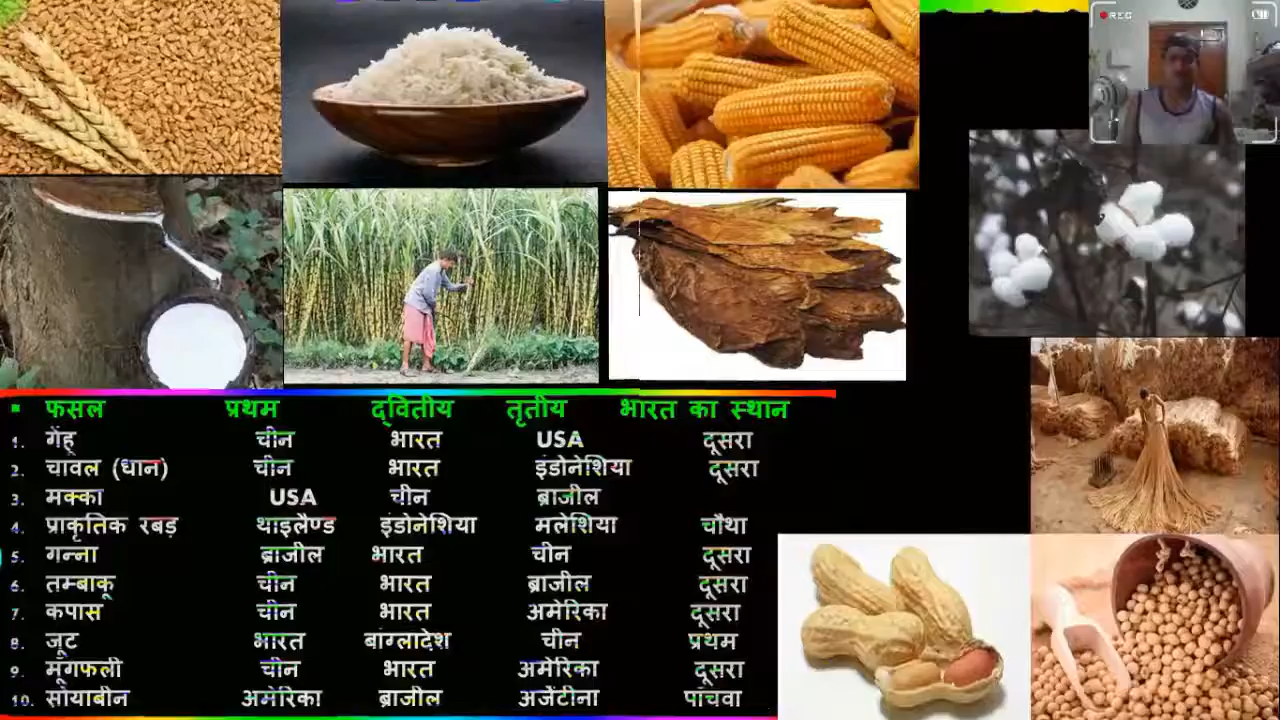 REC
▪ फसल प्रथम द्वितीय तृतीय भारत का स्थान
1. गेंहू चीन भारत USA दूसरा
2. चावल (धान) चीन भारत इंडोनेशिया दूसरा
3. मक्का USA चीन ब्राजील
4. प्राकृतिक रबड़ थाइलैण्ड इंडोनेशिया मलेशिया चौथा
5. गन्ना ब्राजील भारत चीन दूसरा
6. तम्बाकू चीन भारत ब्राजील दूसरा
7. कपास चीन भारत अमेरिका दूसरा
8. जूट भारत बांग्लादेश चीन प्रथम
9. मूँगफली चीन भारत अमेरिका दूसरा
10. सोयाबीन अमेरिका ब्राजील अर्जेटीना पांचवा